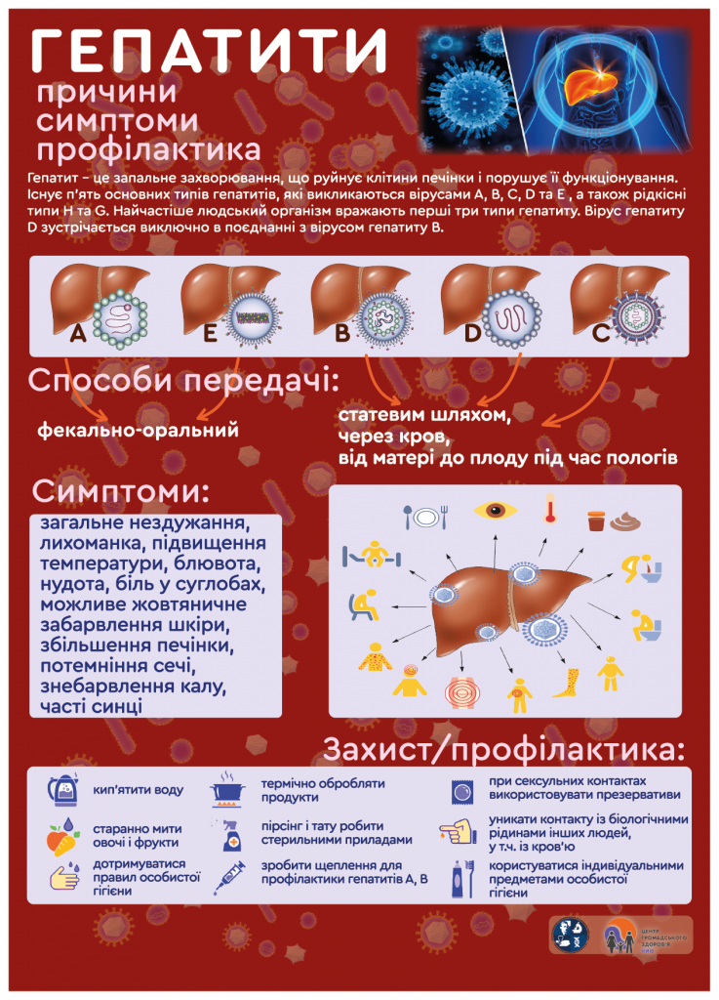 ГЕПАТИТИ
причини
симптоми
профілактика
Гепатит – це запальне захворювання, що руйнує клітини печінки і порушує її функціонування.
Існує п'ять основних типів гепатитів, які викликаються вірусами А, В, С, D та Е , а також рідкісні
типи Н та G. Найчастіше людський організм вражають перші три типи гепатиту. Вірус гепатиту
D зустрічається виключно в поєднанні з вірусом гепатиту В.
A E B D C
Способи передачі:
фекально-оральний
статевим шляхом,
через кров,
від матері до плоду під час пологів
Симптоми:
загальне нездужання,
лихоманка, підвищення
температури, блювота,
нудота, біль у суглобах,
можливе жовтяничне
забарвлення шкіри,
збільшення печінки,
потемніння сечі,
знебарвлення калу,
часті синці
Захист/профілактика:
кип'ятити воду
термічно обробляти
продукти
при сексульних контактах
використовувати презервативи
старанно мити
овочі і фрукти
пірсінг і тату робити
стерильними приладами
уникати контакту із біологічними
рідинами інших людей,
у т.ч. із кров'ю
дотримуватися
правил особистої
гігієни
зробити щеплення для
профілактики гепатитів А, В
користуватися індивідуальними
предметами особистої
гігієни
ЦЕНТР
ГРОМАДСЬКОГО
ЗДОРОВ'Я